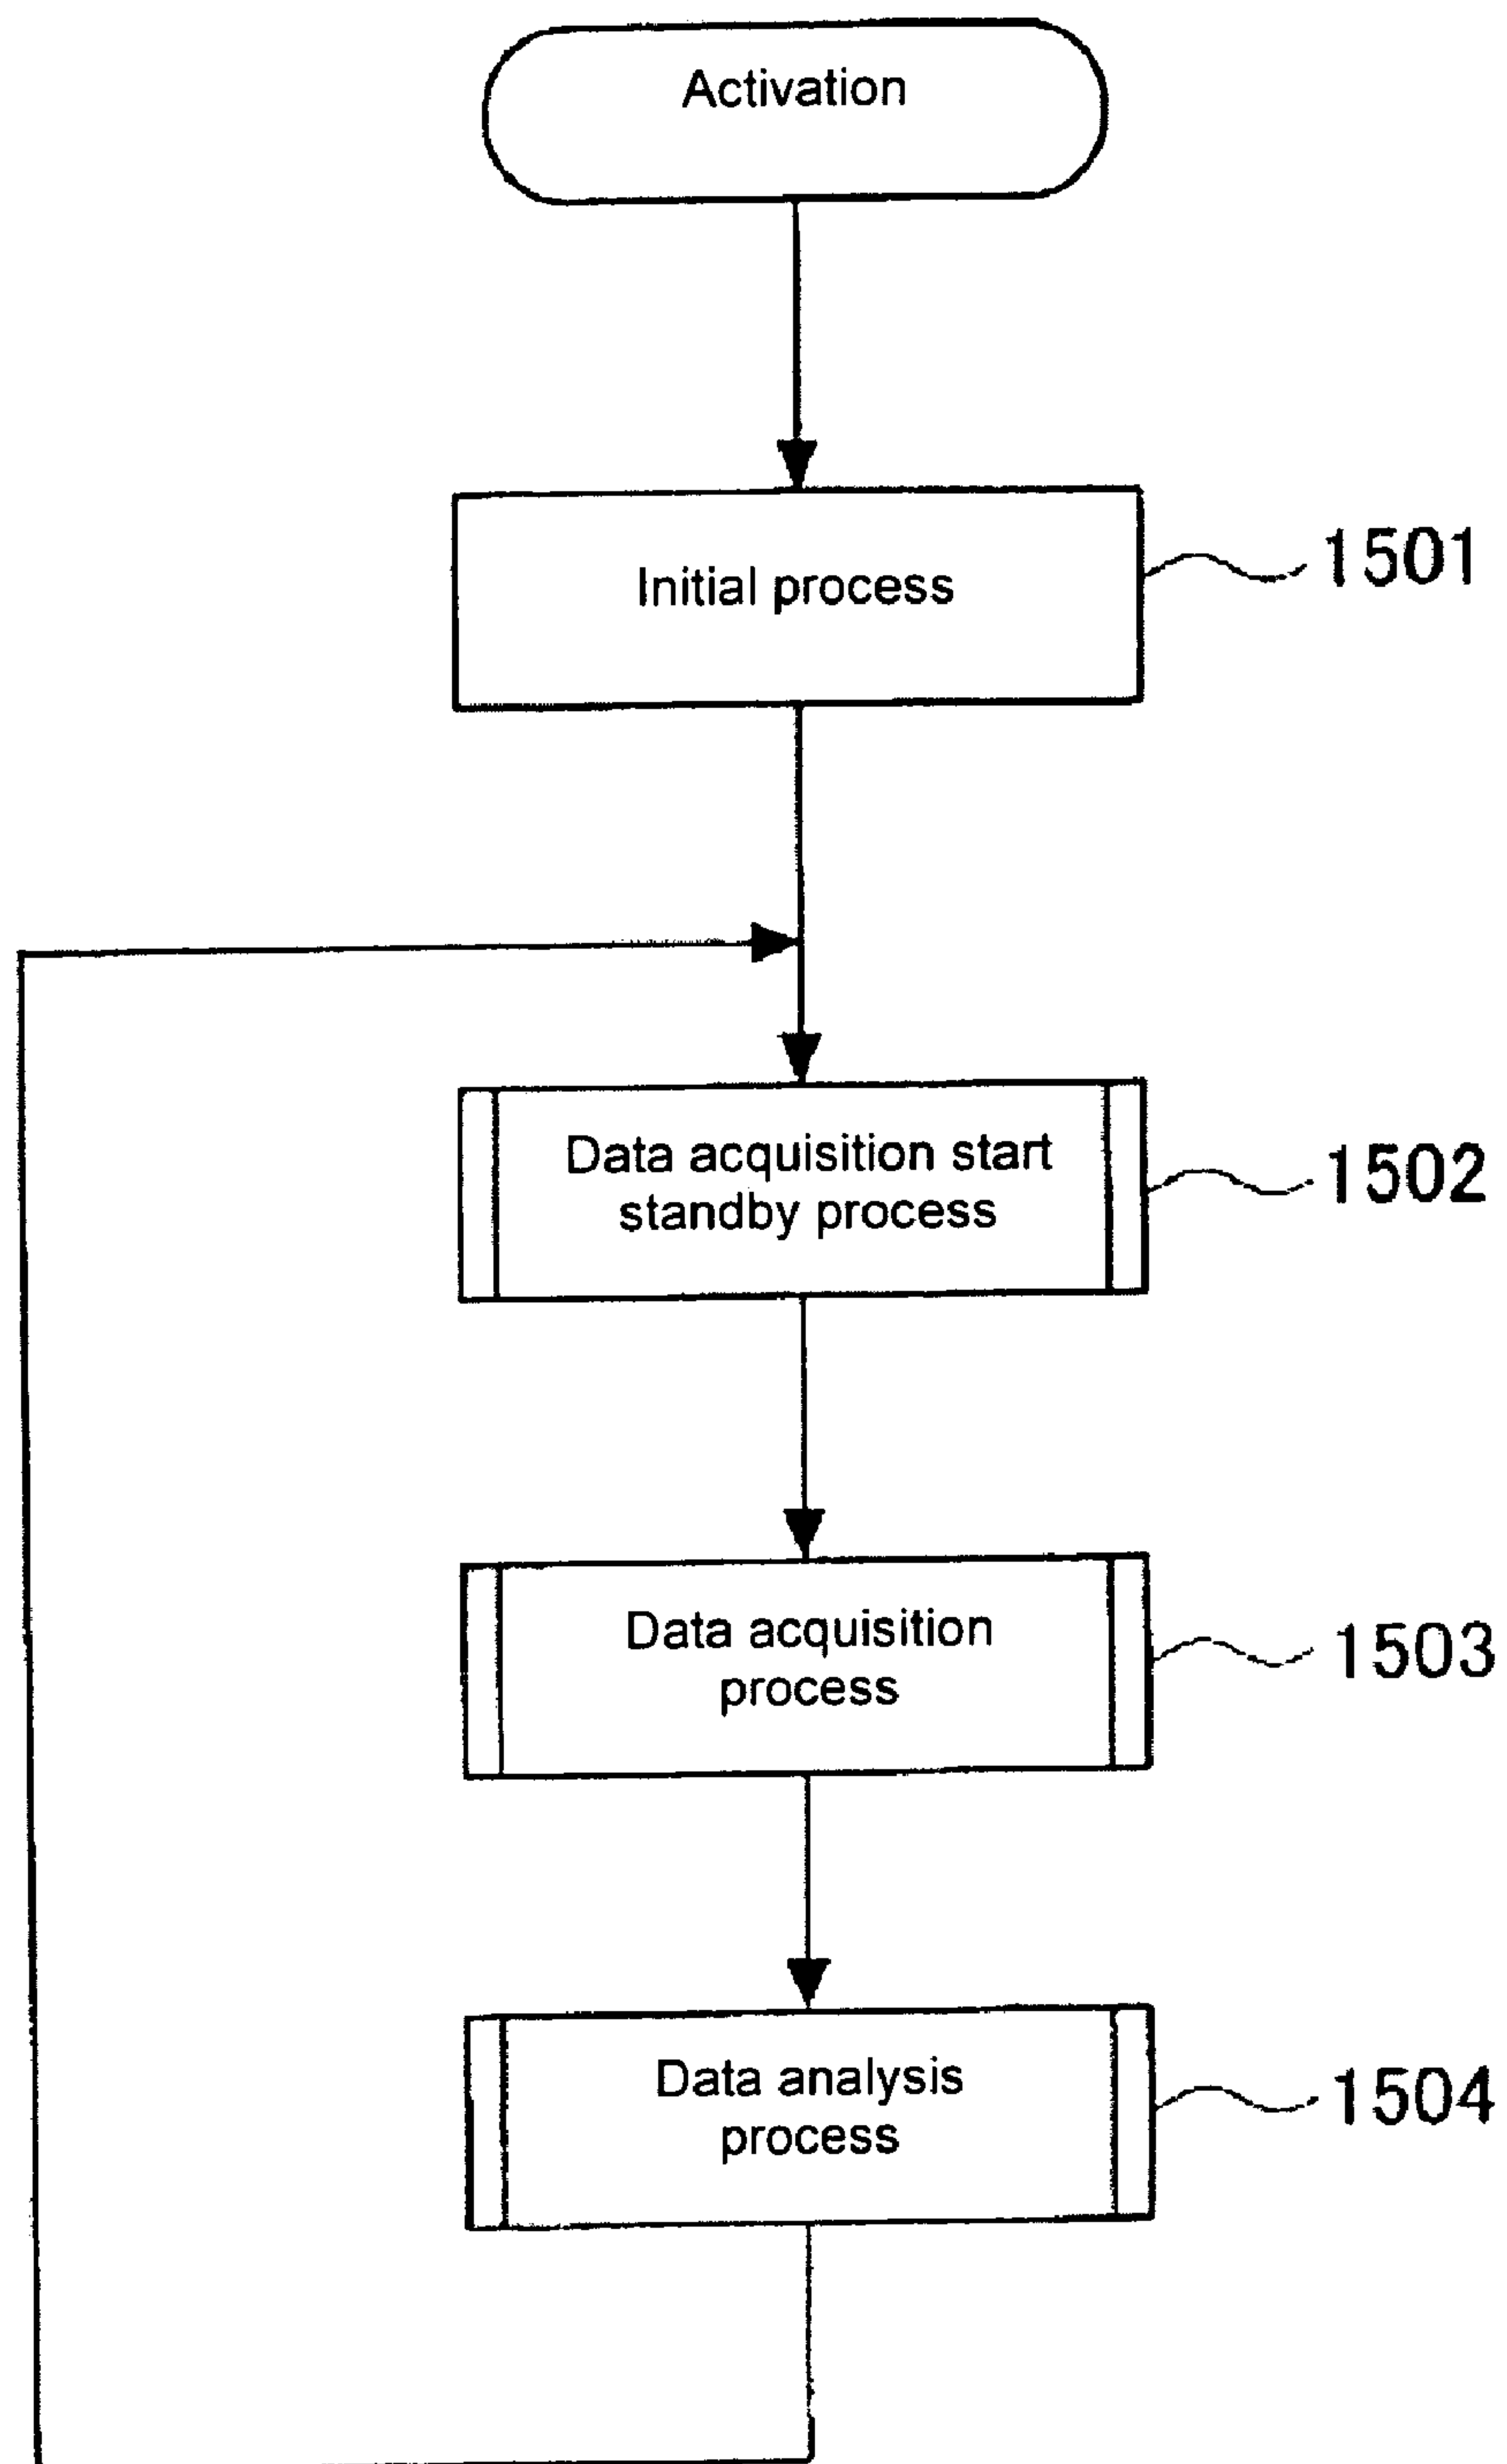 Activation
Initial process
1501
Data acquisition start
standby process
1502
Data acquisition
process
1503
Data analysis
process
1504